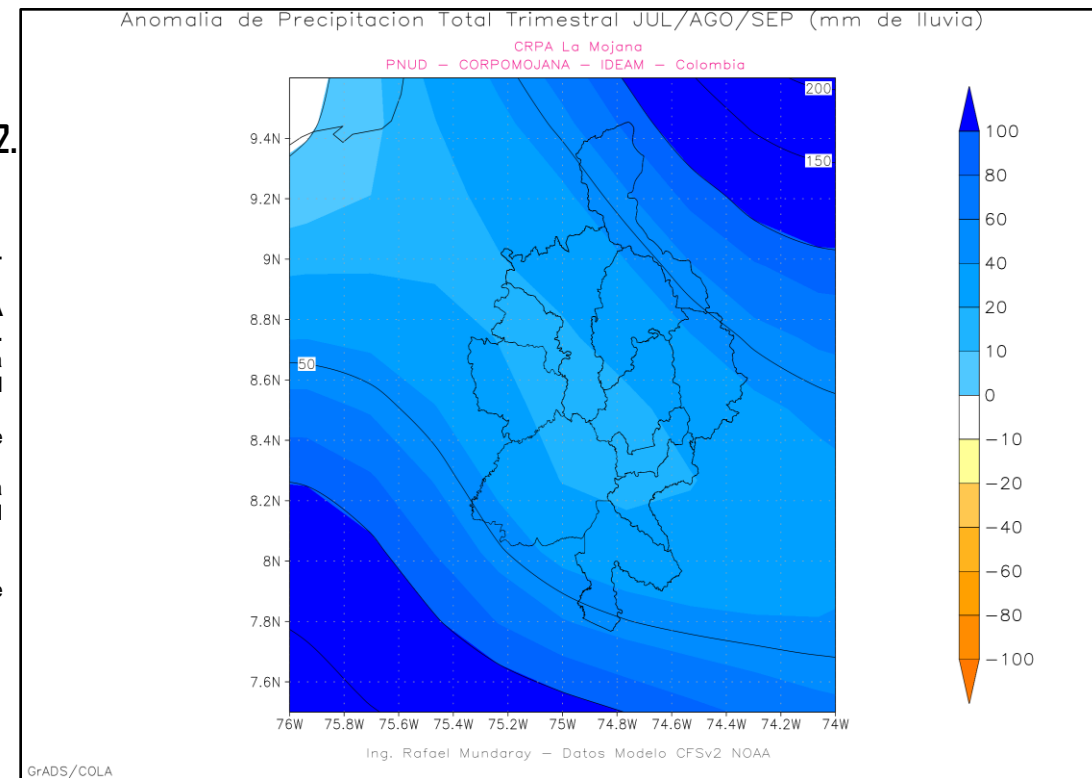 Anomalia de Precipitacion Total Trimestral JUL/AGO/SEP (mm de lluvia)
CRPA La Mojana
PNUD – CORPOMOJANA – IDEAM – Colombia
200
150
50
9.4N
9.2N
9N
8.8N
8.6N
8.4N
8.2N
8N
7.8N
7.6N
76W 75.8W 75.6W 75.4W 75.2W 75W 74.8W 74.6W 74.4W 74.2W 74W
100
80
60
40
20
10
0
−10
−20
−40
−60
−80
−100
Ing. Rafael Mundaray – Datos Modelo CFSv2 NOAA
GrADS/COLA